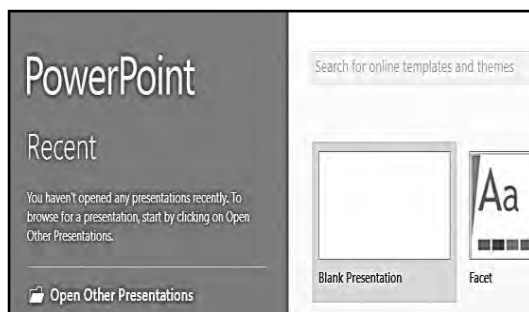 PowerPoint
Recent
You haven't opened any presentations recently. To
browse for a presentation, start by clicking on Open
Other Presentations.
Open Other Presentations
Search for online templates and themes
Aa
Blank Presentation
Facet